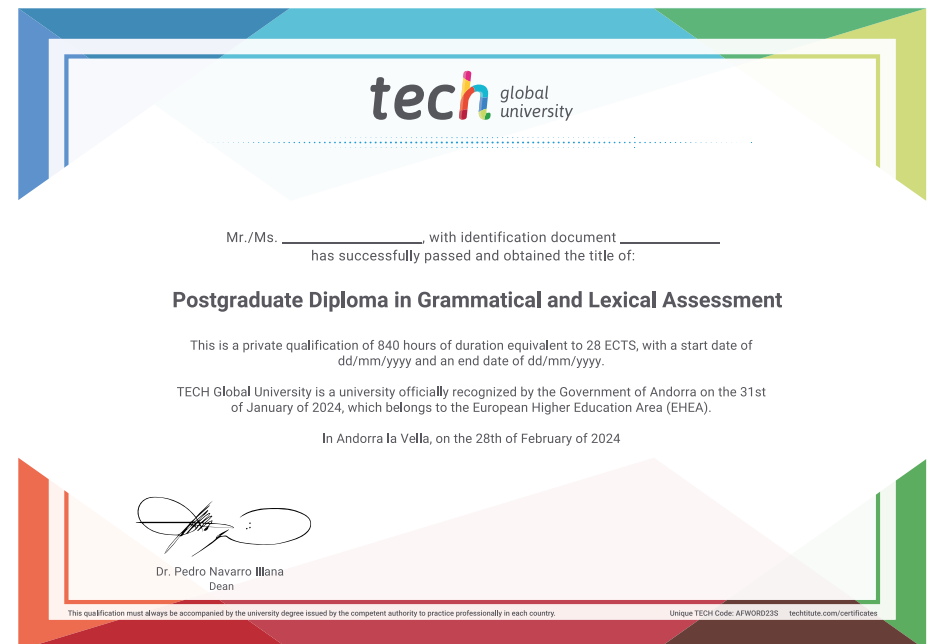 tech global university
Mr./Ms. ____________, with identification document ____________
has successfully passed and obtained the title of:
Postgraduate Diploma in Grammatical and Lexical Assessment
This is a private qualification of 840 hours of duration equivalent to 28 ECTS, with a start date of
dd/mm/yyyy and an end date of dd/mm/yyyy.
TECH Global University is a university officially recognized by the Government of Andorra on the 31st
of January of 2024, which belongs to the European Higher Education Area (EHEA).
In Andorra la Vella, on the 28th of February of 2024
Dr. Pedro Navarro Illana
Dean
This qualification must always be accompanied by the university degree issued by the competent authority to practice professionally in each country. Unique TECH Code: AFWORD23S techtitute.com/certificates